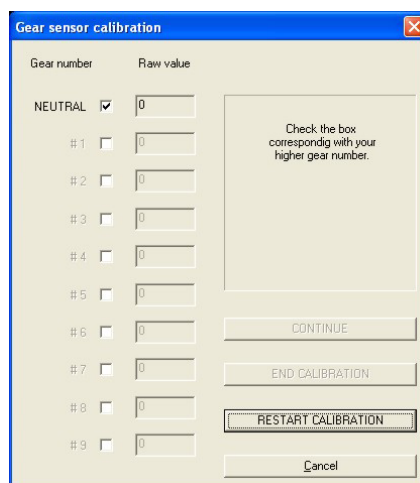 Gear sensor calibration
Gear number Raw value
NEUTRAL 0
#1 0
#2 0
#3 0
#4 0
#5 0
#6 0
#7 0
#8 0
#9 0
Check the box
correspondig with your
higher gear number.
CONTINUE
END CALIBRATION
RESTART CALIBRATION
Cancel